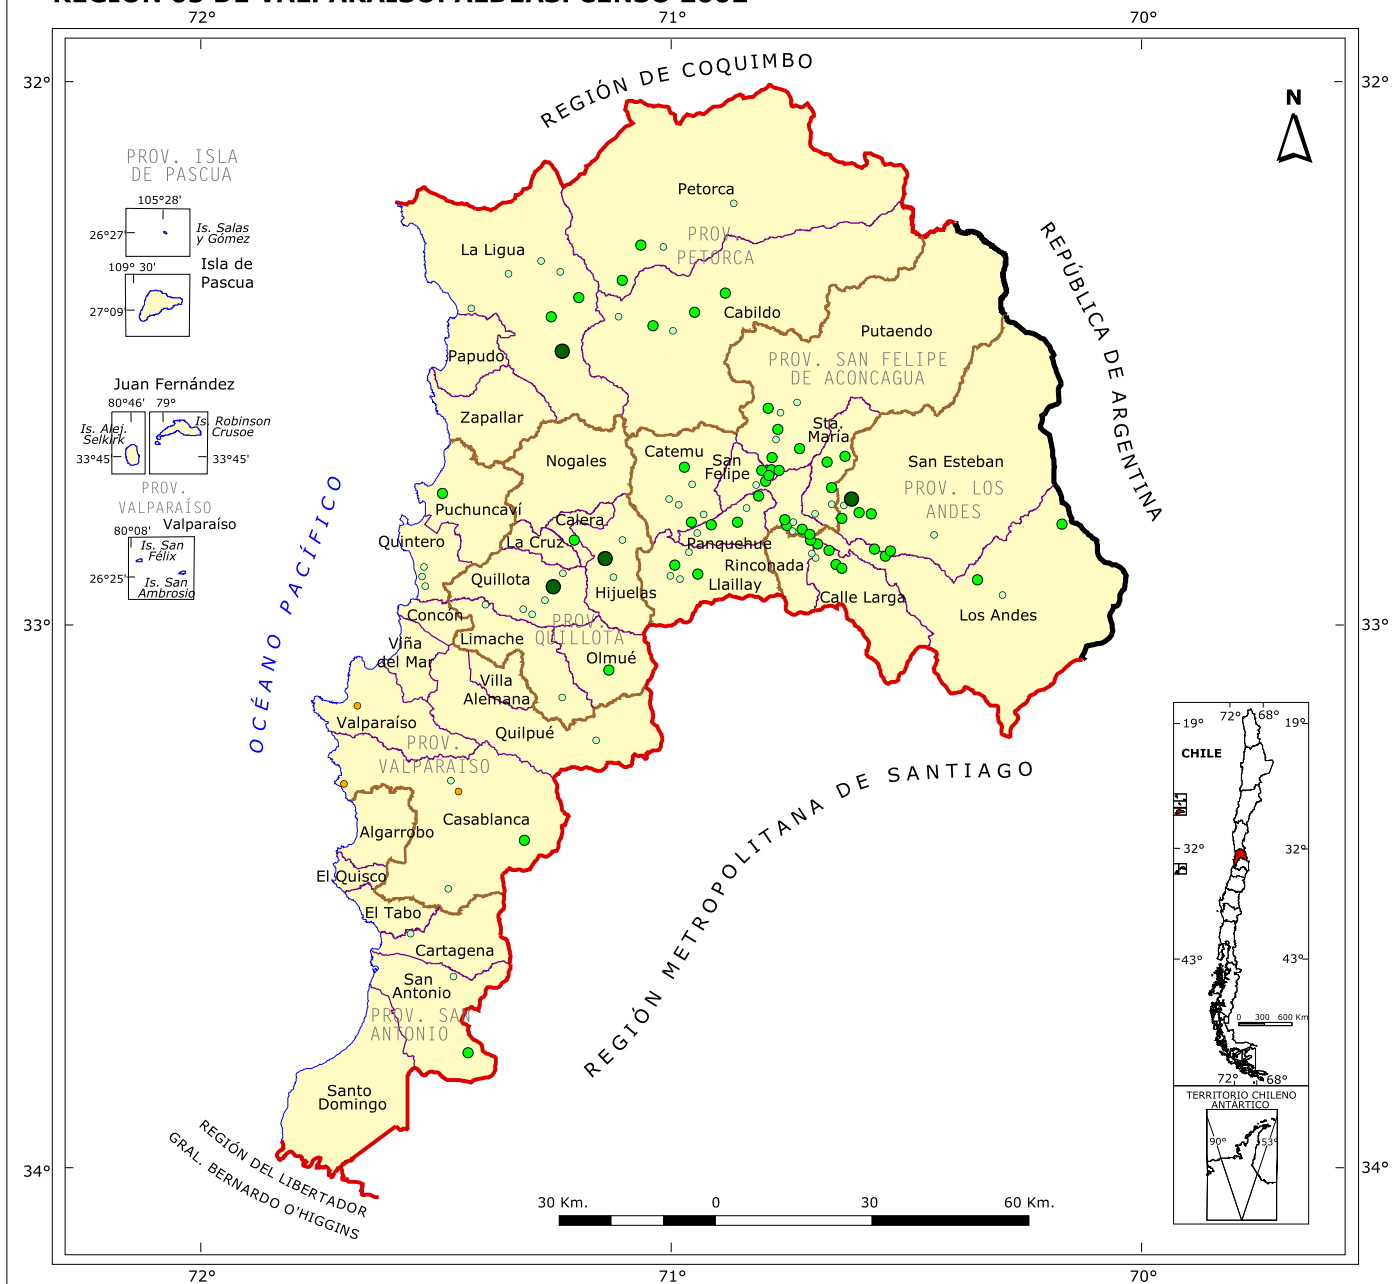 REGIÓN 05 DE VALPARAÍSO. ALDEAS. CENSO 2002
72°
71°
70°
32°
32°
REGIÓN DE COQUIMBO
N
PROV. ISLA
DE PASCUA
105°28'
26°27'
Is. Salas
y Gómez
Isla de
Pascua
109° 30'
27°09'
Juan Fernández
80°46'
79°
Is. Alej.
Selkirk
Is. Robinson
Crusoe
33°45'
33°45'
PROV.
VALPARAÍSO
80°08'
Valparaíso
Is. San
Félix
26°25'
Is. San
Ambrosio
Petorca
La Ligua
PROV.
PETORCA
Cabildo
Putaendo
PROV. SAN FELIPE
DE ACONCAGUA
Papudo
Zapallar
Sta.
María
Nogales
Catemu
San
Felipe
San Esteban
PROV. LOS
ANDES
REPÚBLICA DE ARGENTINA
Puchuncaví
Calera
Quintero
La Cruz
Panquehue
Rinconada
Quillota
Hijuelas
Llaillay
Calle Larga
Los Andes
OCÉANO PACÍFICO
Concón
PROV.
QUILLOTA
Limache
Viña
del Mar
Olmué
Villa
Alemana
33°
33°
Valparaíso
Quilpué
PROV.
VALPARAÍSO
Casablanca
Algarrobo
El Quisco
El Tabo
Cartagena
San
Antonio
PROV. SAN
ANTONIO
Santo
Domingo
REGIÓN METROPOLITANA DE SANTIAGO
REGIÓN DEL LIBERTADOR
GRAL. BERNARDO O'HIGGINS
72°
68°
19°
19°
CHILE
32°
32°
43°
43°
0 300 600 Km
72°
68°
TERRITORIO CHILENO
ANTÁRTICO
90°
53°
34°
34°
30 Km.
0
30
60 Km.
72°
71°
70°